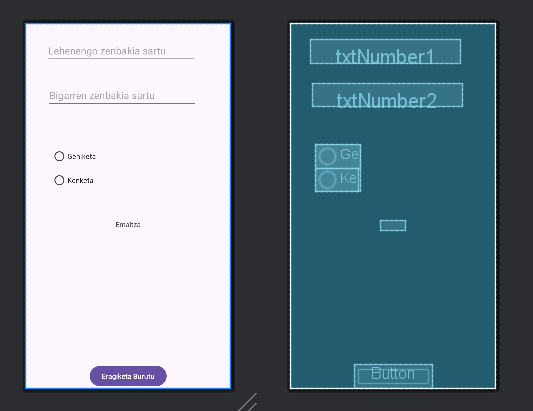 Lehenengo zenbakia sartu
Bigarren zenbakia sartu
Gehiketa
Kenketa
Emaitza
Eragiketa Burutu
txtNumber1
txtNumber2
Ge
Ke
Button